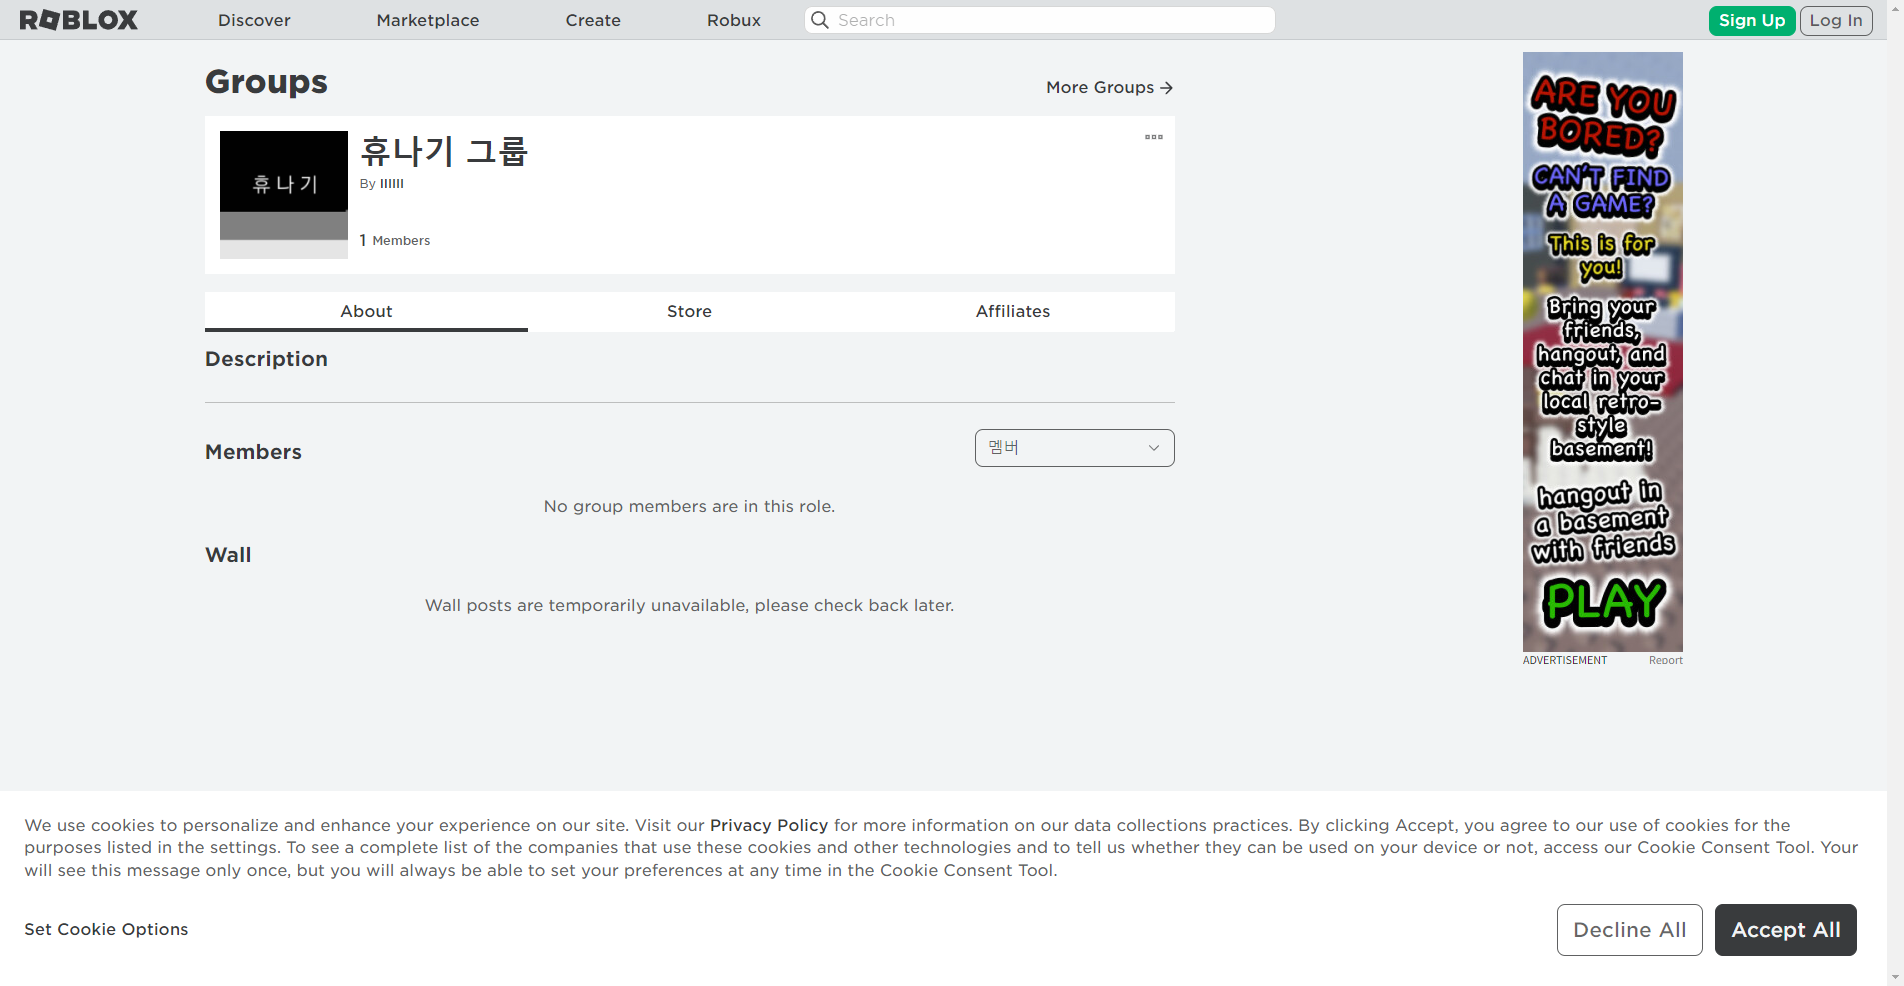 ROBLOX
Discover
Marketplace
Create
Robux
Search
Sign Up
Log In
Groups
More Groups
휴나기
휴나기 그룹
By IIIIII
1 Members
About
Store
Affiliates
Description
Members
멤버
No group members are in this role.
Wall
Wall posts are temporarily unavailable, please check back later.
ARE YOU
BORED?
CAN'T FIND
A GAME?
This is for
you!
Bring your
friends,
hangout, and
chat in your
local retro-
style
basement!
hangout in
a basement
with friends
PLAY
ADVERTISEMENT
Report
We use cookies to personalize and enhance your experience on our site. Visit our Privacy Policy for more information on our data collections practices. By clicking Accept, you agree to our use of cookies for the
purposes listed in the settings. To see a complete list of the companies that use these cookies and other technologies and to tell us whether they can be used on your device or not, access our Cookie Consent Tool. Your
will see this message only once, but you will always be able to set your preferences at any time in the Cookie Consent Tool.
Set Cookie Options
Decline All
Accept All